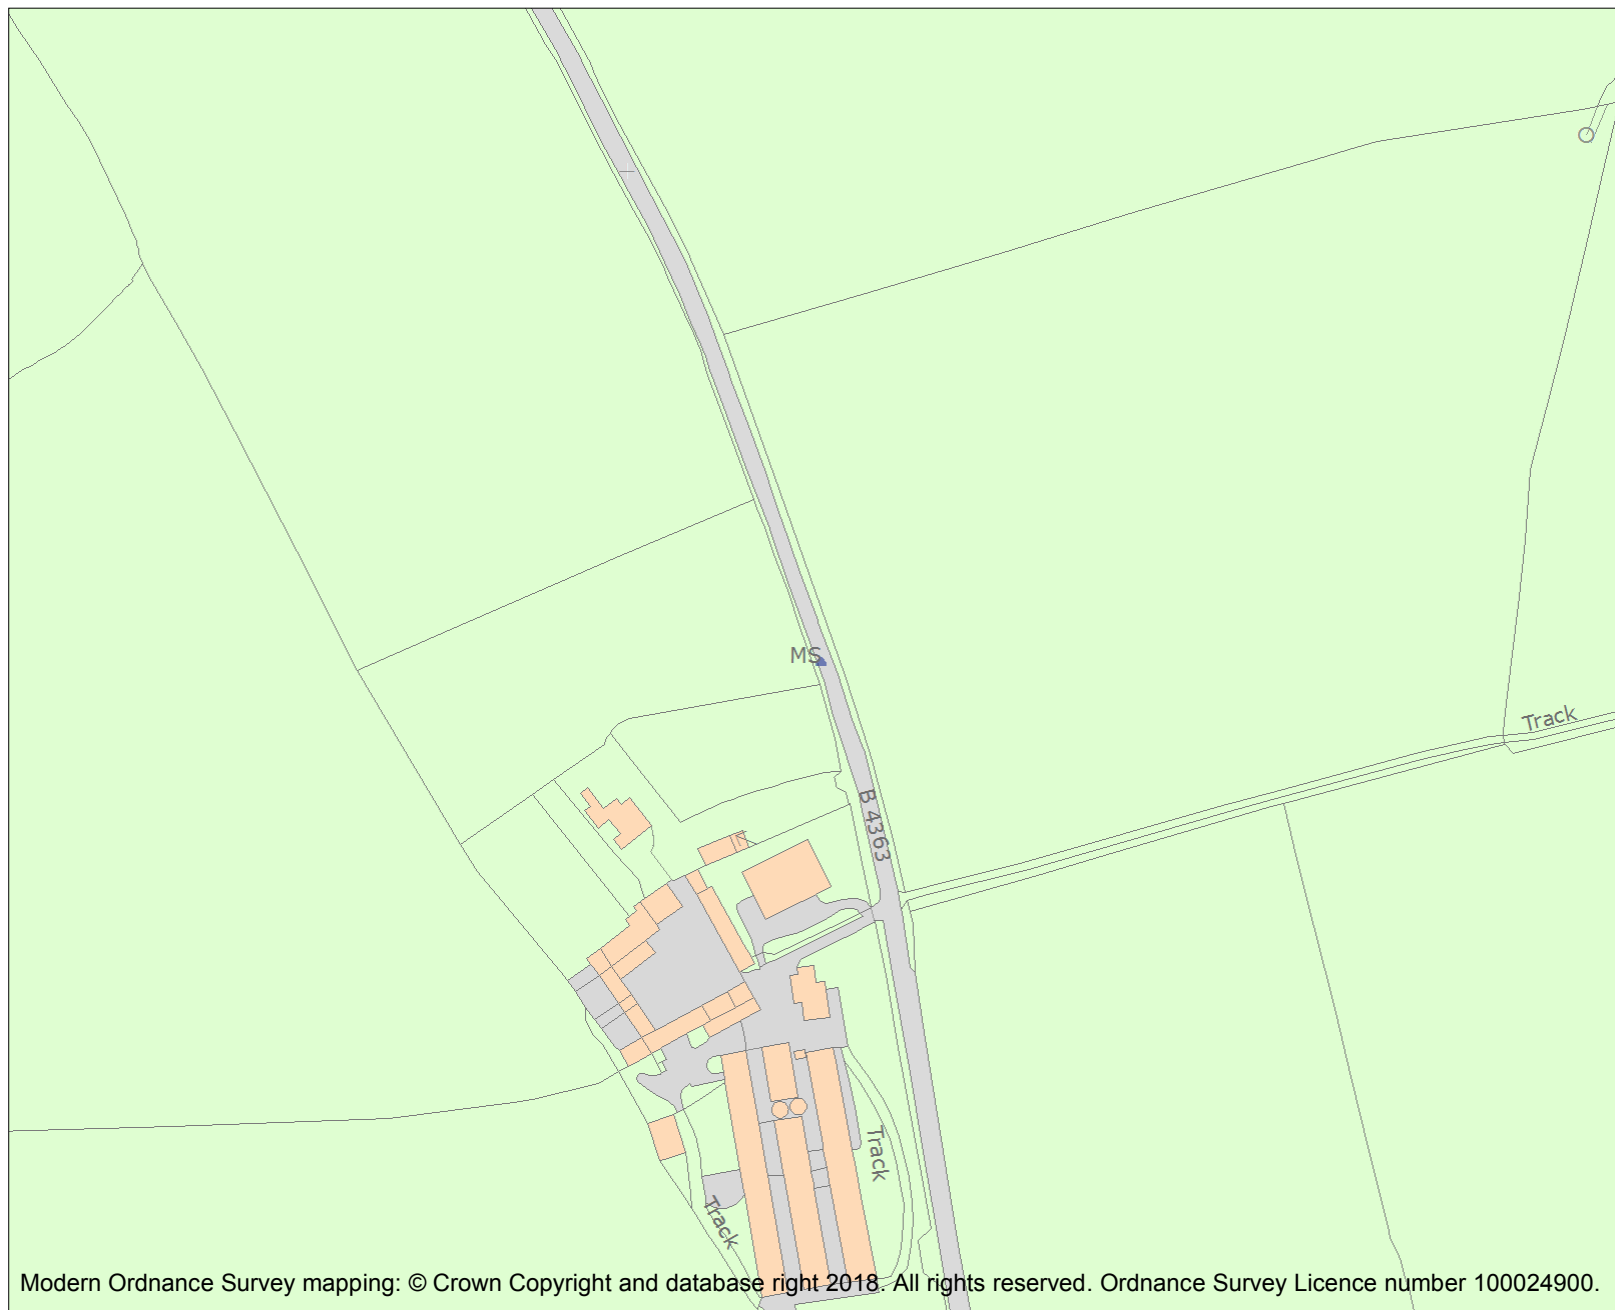 MS
Track
B 4363
Track
Track
Modern Ordnance Survey mapping: © Crown Copyright and database right 2018. All rights reserved. Ordnance Survey Licence number 100024900.